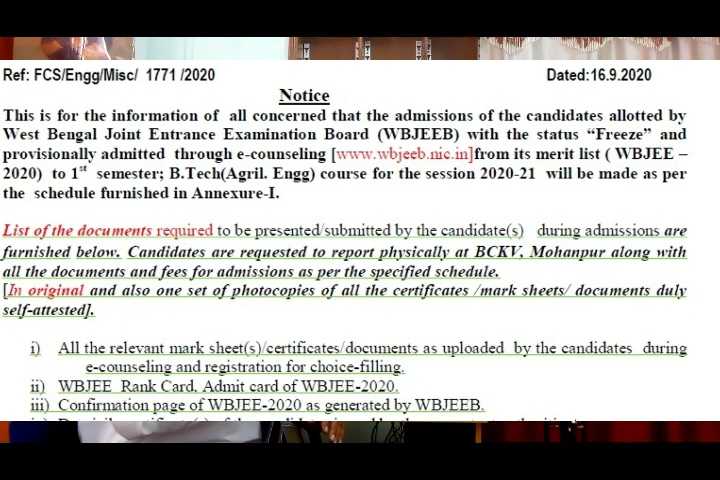 Ref: FCS/Engg/Misc/ 1771 /2020 Dated:16.9.2020
Notice
This is for the information of all concerned that the admissions of the candidates allotted by
West Bengal Joint Entrance Examination Board (WBJEEB) with the status “Freeze” and
provisionally admitted through e-counseling [www.wbjeeb.nic.in]from its merit list ( WBJEE –
2020) to 1st semester; B.Tech(Agril. Engg) course for the session 2020-21 will be made as per
the schedule furnished in Annexure-I.
List of the documents required to be presented/submitted by the candidate(s) during admissions are
furnished below. Candidates are requested to report physically at BCKV, Mohanpur along with
all the documents and fees for admissions as per the specified schedule.
[In original and also one set of photocopies of all the certificates /mark sheets/ documents duly
self-attested].
i) All the relevant mark sheet(s)/certificates/documents as uploaded by the candidates during
e-counseling and registration for choice-filling.
ii) WBJEE Rank Card, Admit card of WBJEE-2020.
iii) Confirmation page of WBJEE-2020 as generated by WBJEEB.